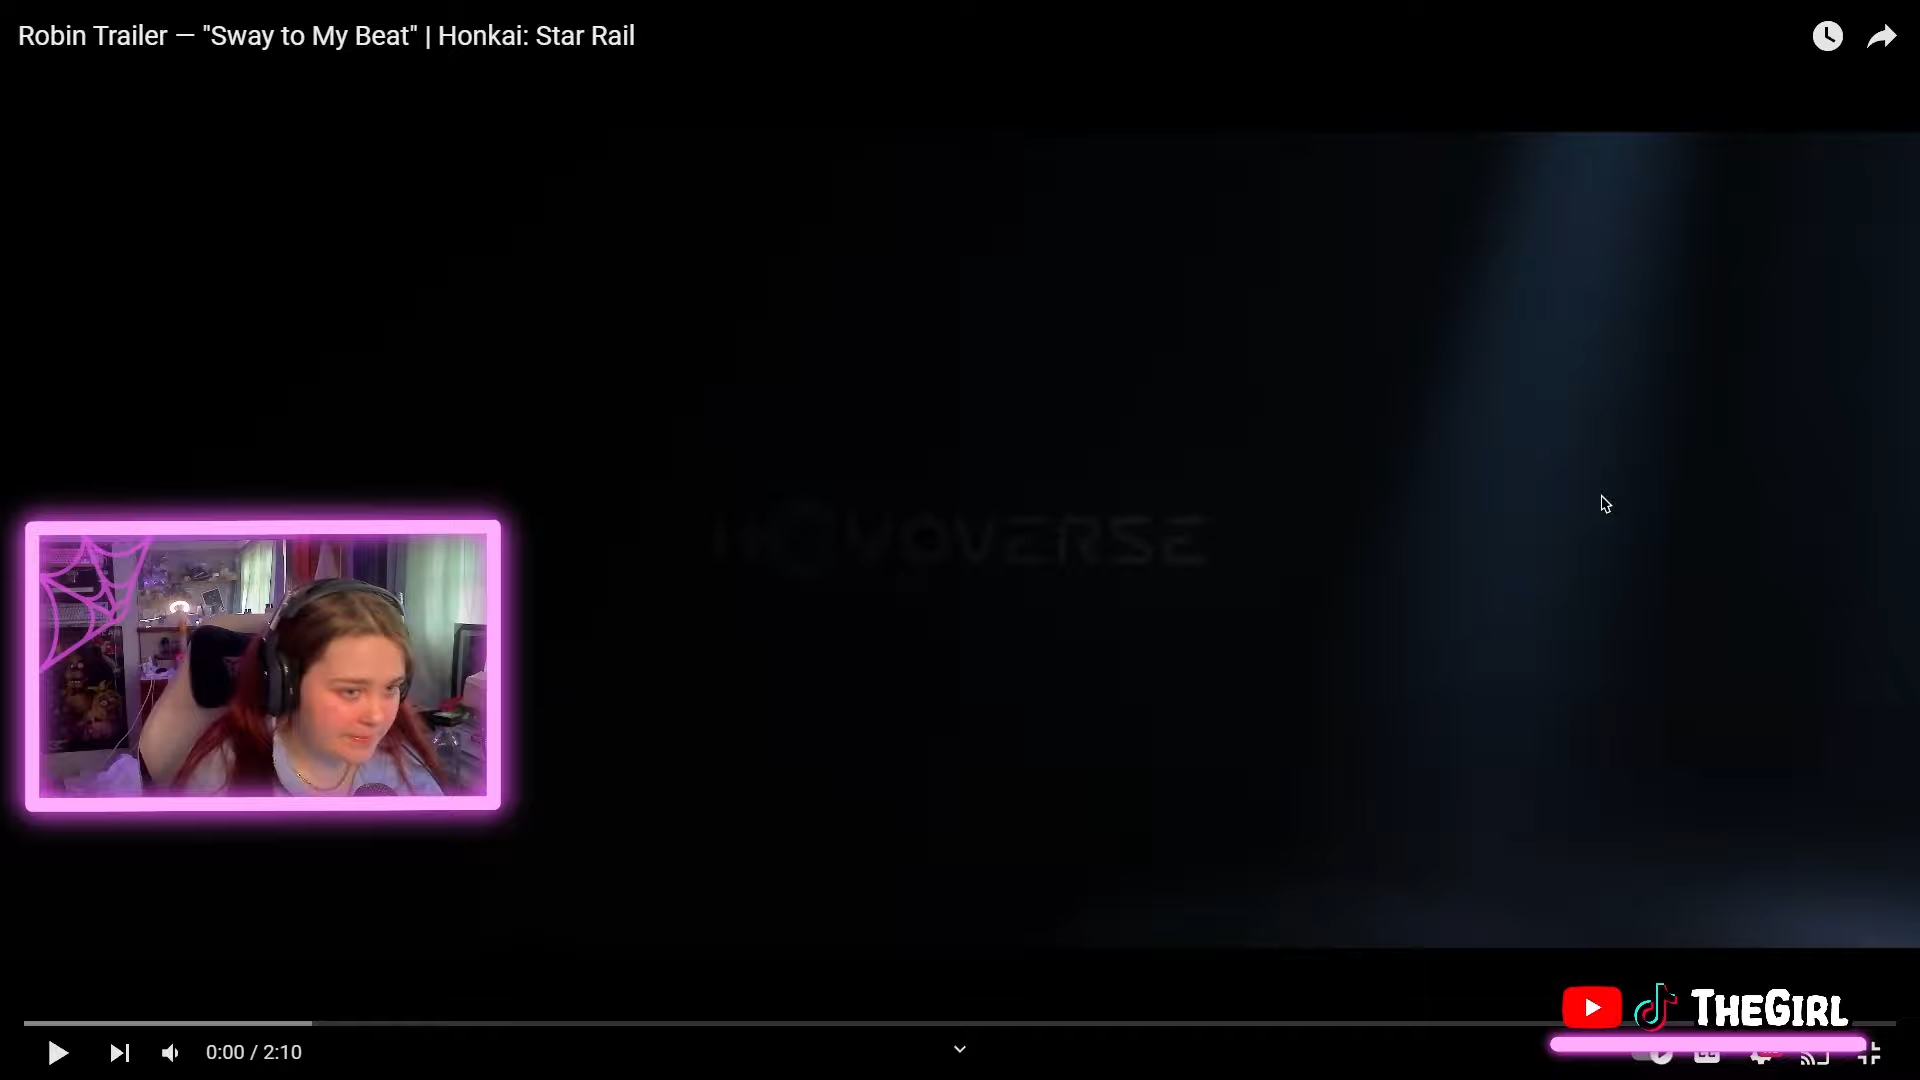 Robin Trailer — "Sway to My Beat" | Honkai: Star Rail
HOYOVERSE
THEGIRL
0:00 / 2:10